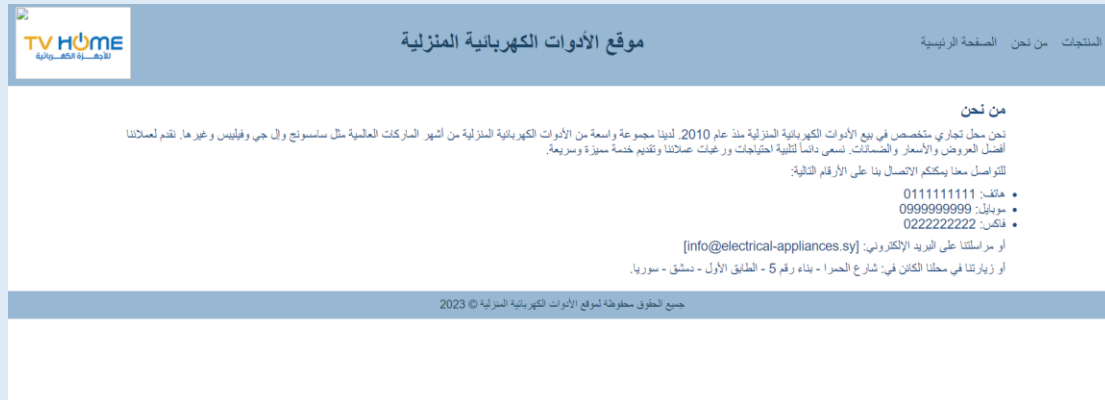 المنتجات من نحن الصفحة الرئيسية
موقع الأدوات الكهربائية المنزلية
TV HOME
للأجهـــزة الكهـــربائية
من نحن
نحن محل تجاري متخصص في بيع الأدوات الكهربائية المنزلية منذ عام 2010. لدينا مجموعة واسعة من الأدوات الكهربائية المنزلية من أشهر الماركات العالمية مثل سامسونج وإل جي وفيليبس وغيرها. نقدم لعملائنا
أفضل العروض والأسعار والضمانات. نسعى دائماً لتلبية احتياجات ورغبات عملائنا وتقديم خدمة مميزة وسريعة.
للتواصل معنا يمكنكم الاتصال بنا على الأرقام التالية:
• هاتف: 0111111111
• موبايل: 0999999999
• فاكس: 0222222222
أو مراسلتنا على البريد الإلكتروني: [info@electrical-appliances.sy]
أو زيارتنا في محلنا الكائن في: شارع الحمرا - بناء رقم 5 - الطابق الأول - دمشق - سوريا.
جميع الحقوق محفوظة لموقع الأدوات الكهربائية المنزلية © 2023